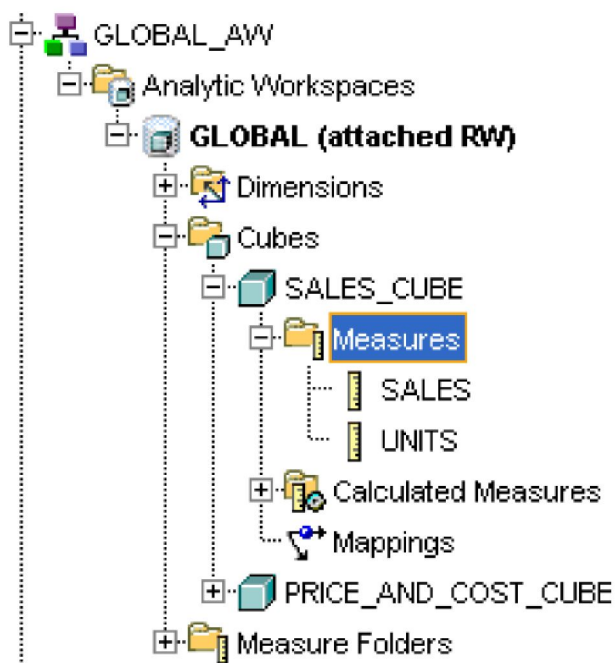 GLOBAL_AW
Analytic Workspaces
GLOBAL (attached RW)
Dimensions
Cubes
SALES_CUBE
Measures
SALES
UNITS
Calculated Measures
Mappings
PRICE_AND_COST_CUBE
Measure Folders